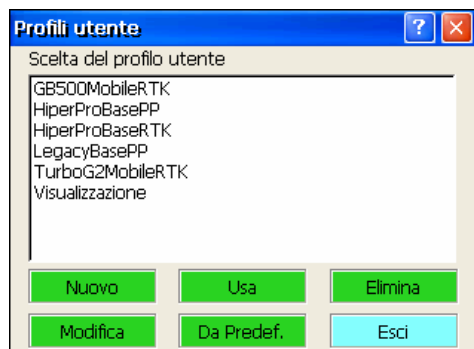 Profili utente ?
Scelta del profilo utente
GB500MobileRTK
HiperProBasePP
HiperProBaseRTK
LegacyBasePP
TurboG2MobileRTK
Visualizzazione
Nuovo Usa Elimina
Modifica Da Predef. Esci